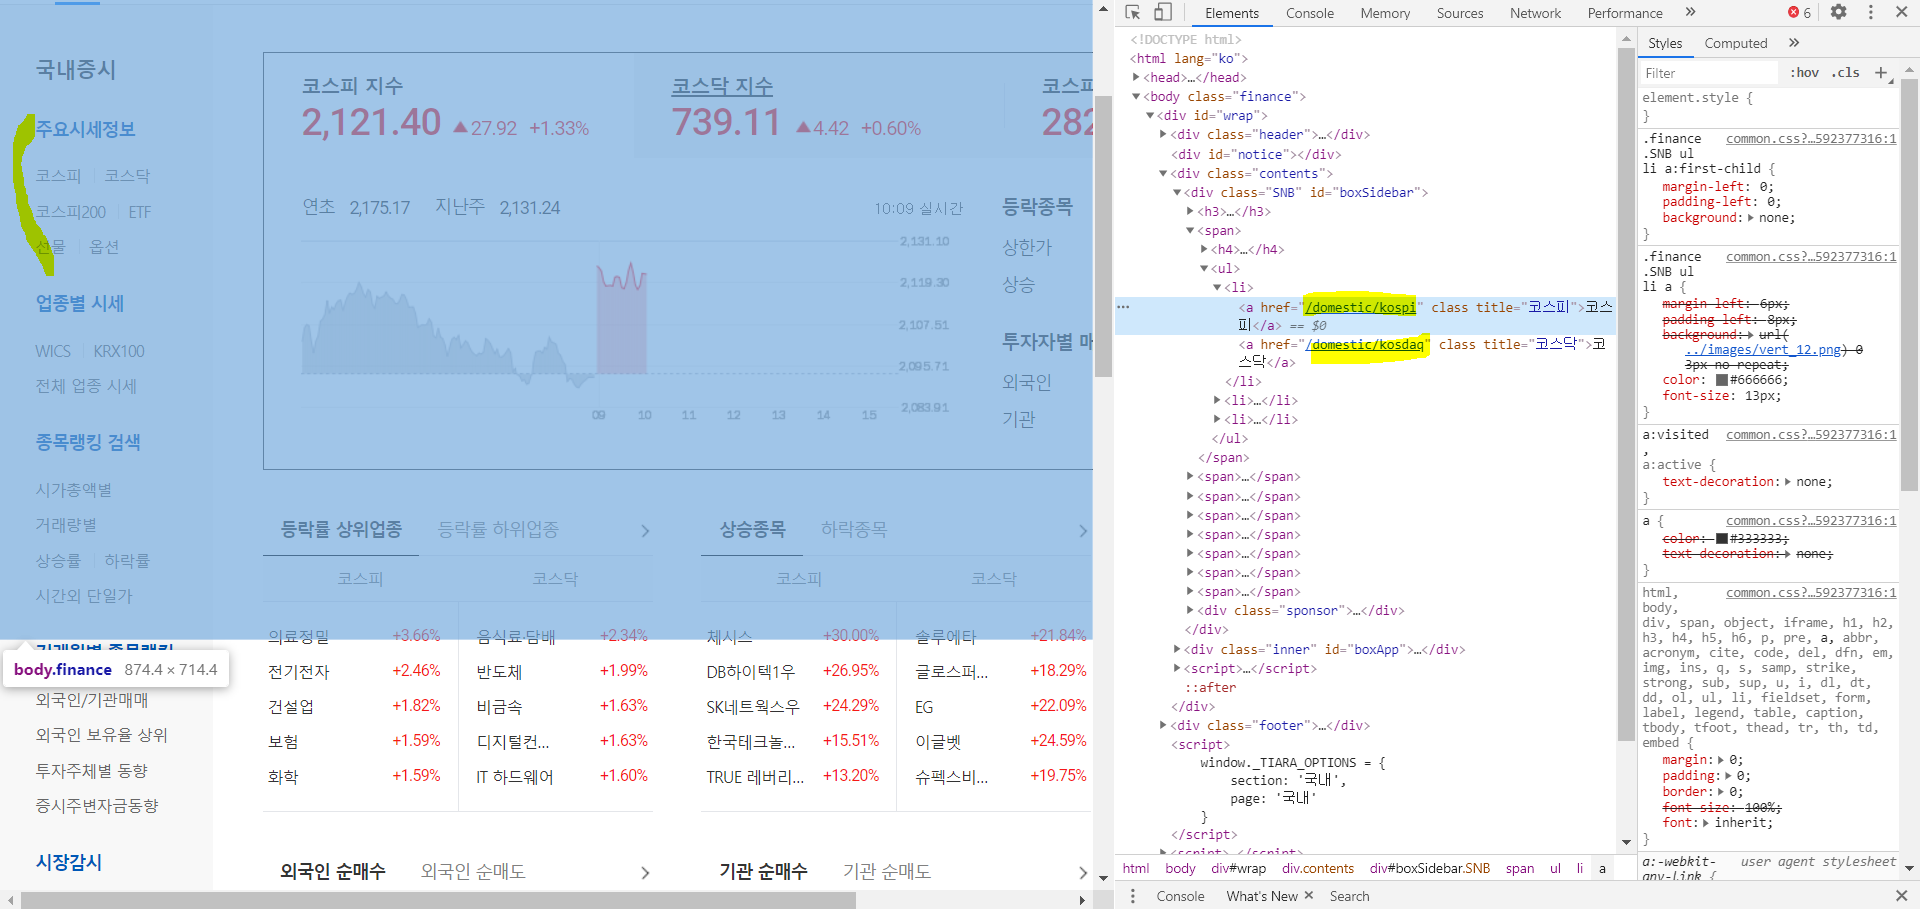 국내증시
주요시세정보
코스피 코스닥
코스피200 ETF
선물 옵션
업종별 시세
WICS KRX100
전체 업종 시세
종목랭킹 검색
시가총액별
거래량별
상승률 하락률
시간외 단일가
body.finance 874.4 × 714.4
외국인/기관매매
외국인 보유율 상위
투자주체별 동향
증시주변자금동향
시장감시
코스피 지수
2,121.40 ▲27.92 +1.33%
코스닥 지수
739.11 ▲4.42 +0.60%
코스피
282
연초 2,175.17 지난주 2,131.24
10:09 실시간
2,131.10
2,119.30
2,107.51
2,095.71
2,083.91
09 10 11 12 13 14 15
등락종목
상한가
상승
투자자별 매
외국인
기관
등락률 상위업종 등락률 하위업종
코스피 코스닥
의료정밀 +3.66% 음식료·담배 +2.34%
전기전자 +2.46% 반도체 +1.99%
건설업 +1.82% 비금속 +1.63%
보험 +1.59% 디지털컨... +1.63%
화학 +1.59% IT 하드웨어 +1.60%
상승종목 하락종목
코스피 코스닥
체시스 +30.00% 솔루에타 +21.84%
DB하이텍1우 +26.95% 글로스퍼... +18.29%
SK네트웍스우 +24.29% EG +22.09%
한국테크놀... +15.51% 이글벳 +24.59%
TRUE 레버리... +13.20% 슈펙스비... +19.75%
외국인 순매수 외국인 순매도
기관 순매수 기관 순매도
Elements Console Memory Sources Network Performance » 6
<!DOCTYPE html>
<html lang="ko">
<head>…</head>
<body class="finance">
<div id="wrap">
<div class="header">…</div>
<div id="notice"></div>
<div class="contents">
<div class="SNB" id="boxSidebar">
<h3>…</h3>
<span>
<h4>…</h4>
<ul>
<li>
<a href="/domestic/kospi" class title="코스피">코스
피</a> == $0
<a href="/domestic/kosdaq" class title="코스닥">코
스닥</a>
</li>
<li>…</li>
<li>…</li>
</ul>
</span>
<span>…</span>
<span>…</span>
<span>…</span>
<span>…</span>
<span>…</span>
<span>…</span>
<span>…</span>
<div class="sponsor">…</div>
</div>
<div class="inner" id="boxApp">…</div>
<script>…</script>
::after
</div>
<div class="footer">…</div>
<script>
window._TIARA_OPTIONS = {
section: '국내',
page: '국내'
}
</script>
<script>…</script>
html body div#wrap div.contents div#boxSidebar.SNB span ul li a
Console What's New × Search
Styles Computed »
Filter :hov .cls +
element.style {
}
.finance common.css?…592377316:1
.SNB ul
li a:first-child {
margin-left: 0;
padding-left: 0;
background: none;
}
.finance common.css?…592377316:1
.SNB ul
li a {
margin-left: 6px;
padding-left: 8px;
background: url(
../images/vert_12.png) 0
3px no-repeat;
color: #666666;
font-size: 13px;
}
a:visited common.css?…592377316:1
,
a:active {
text-decoration: none;
}
a { common.css?…592377316:1
color: #333333;
text-decoration: none;
}
html, common.css?…592377316:1
body,
div, span, object, iframe, h1, h2,
h3, h4, h5, h6, p, pre, a, abbr,
acronym, cite, code, del, dfn, em,
img, ins, q, s, samp, strike,
strong, sub, sup, u, i, dl, dt,
dd, ol, ul, li, fieldset, form,
label, legend, table, caption,
tbody, tfoot, thead, tr, th, td,
embed {
margin: 0;
padding: 0;
border: 0;
font-size: 100%;
font: inherit;
}
a:-webkit- user agent stylesheet
any-link {